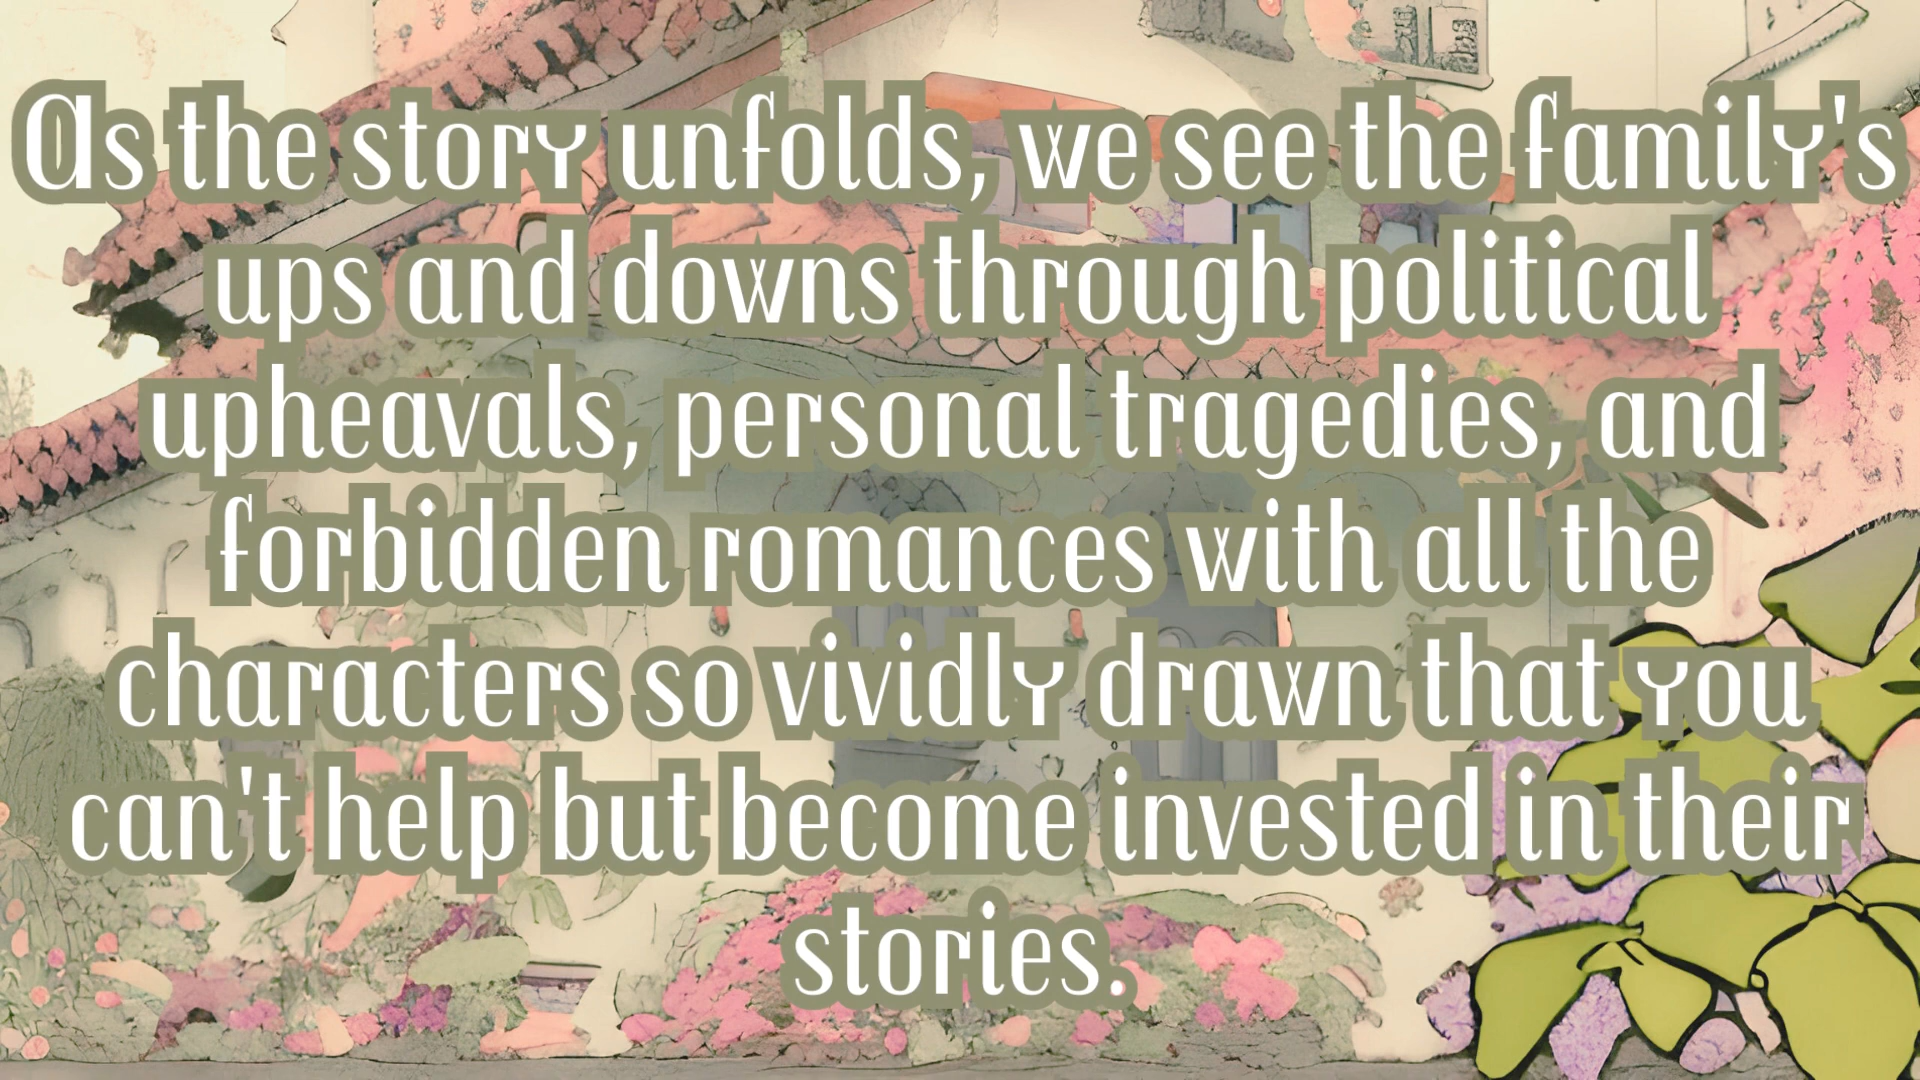 As the story unfolds, we see the family's
ups and downs through political
upheavals, personal tragedies, and
forbidden romances with all the
characters so vividly drawn that you
can't help but become invested in their
stories.